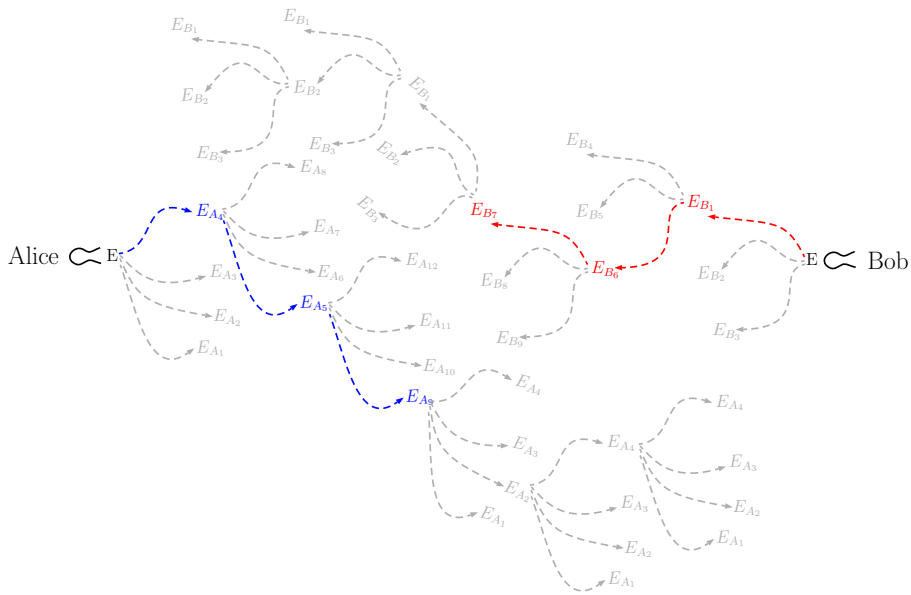 E_{B_1}
E_{B_1}
E_{B_2}
E_{B_2}
E_{B_1}
E_{B_3}
E_{B_3}
E_{B_2}
E_{B_4}
E_{A_8}
E_{A_4}
E_{B_3}
E_{B_7}
E_{B_5}
E_{B_1}
E_{A_7}
Alice
E
E_{A_3}
E_{A_6}
E_{A_12}
E_{B_8}
E_{B_6}
E_{B_2}
E
Bob
E_{A_5}
E_{A_2}
E_{A_11}
E_{B_9}
E_{B_3}
E_{A_1}
E_{A_10}
E_{A_9}
E_{A_4}
E_{A_4}
E_{A_3}
E_{A_4}
E_{A_3}
E_{A_2}
E_{A_1}
E_{A_3}
E_{A_2}
E_{A_2}
E_{A_1}
E_{A_1}